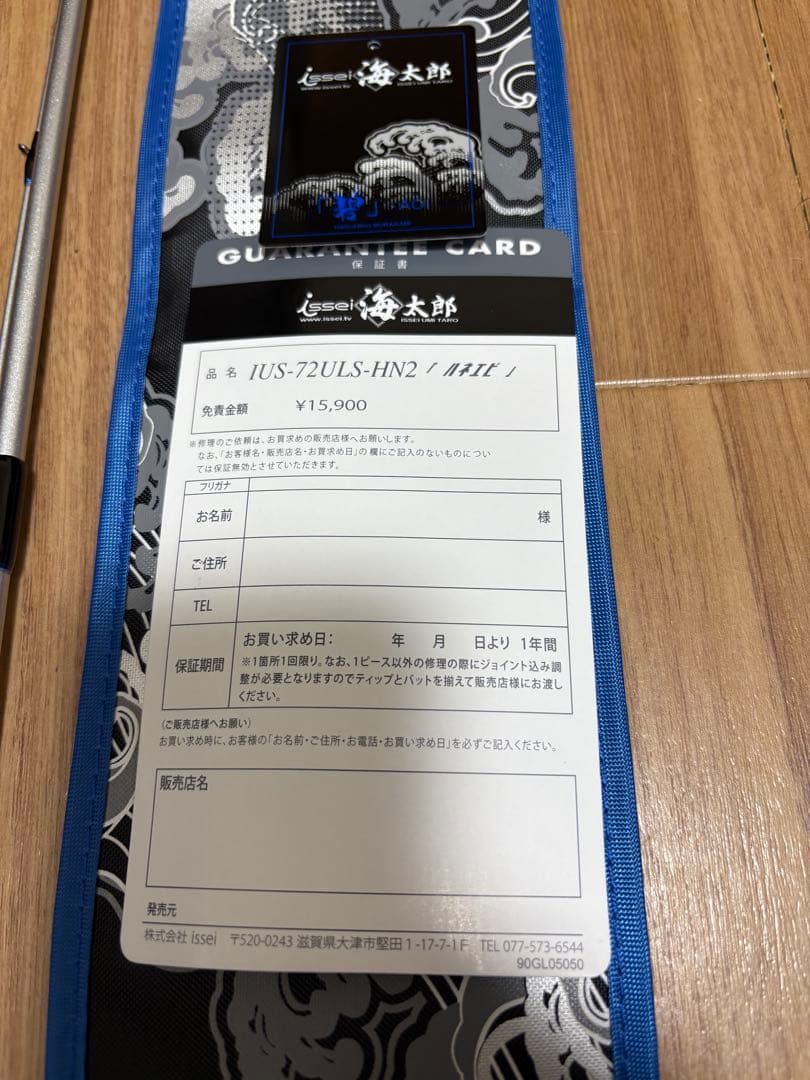 issei 海太郎
www.issei.tv ISSEI UMI TARO
「碧」 AO
GUARANTEE CARD
保証書
issei 海太郎
www.issei.tv ISSEI UMI TARO
品名 IUS-72ULS-HN2「ハネエビ」
免責金額 ¥15,900
※修理のご依頼は、お買求めの販売店様へお願いします。
なお、「お客様名・販売店名・お買求め日」の欄にご記入のないものについ
ては保証無効とさせていただきます。
フリガナ
お名前 様
ご住所
TEL
保証期間 お買い求め日: 年 月 日より 1年間
※1箇所1回限り。なお、1ピース以外の修理の際にジョイント込み調
整が必要となりますのでティップとバットを揃えて販売店様にお渡し
ください。
(ご販売店様へお願い)
お買い求め時に、お客様の「お名前・ご住所・お電話・お買い求め日」を必ずご記入ください。
販売店名
発売元
株式会社 issei 〒520-0243 滋賀県大津市堅田1-17-7-1F TEL 077-573-6544
90GL05050